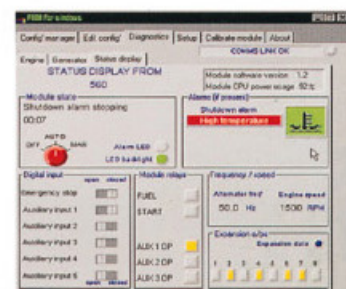 for windows
Config' manager Edit config' Diagnostics Setup Calibrate module About
COMMS LINK OK
Engine Generator Status display
STATUS DISPLAY FROM
560
Module software version 1.2
Module CPU power usage 92%
Module state
Shutdown alarm stopping
00:07
AUTO
OFF MAN
Alarm LED
LED backlight
Alarms (if present)
Shutdown alarm
High temperature
Digital input
open closed
Emergency stop
Auxiliary input 1
Auxiliary input 2
Auxiliary input 3
Auxiliary input 4
Auxiliary input 5
open closed
Module relays
FUEL
START
AUX 1 OP
AUX 2 OP
AUX 3 OP
Frequency / speed
Alternator freq' Engine speed
50.0 Hz 1500 RPM
Expansion o/ps
Expansion data
1 2 3 4 5 6 7 8